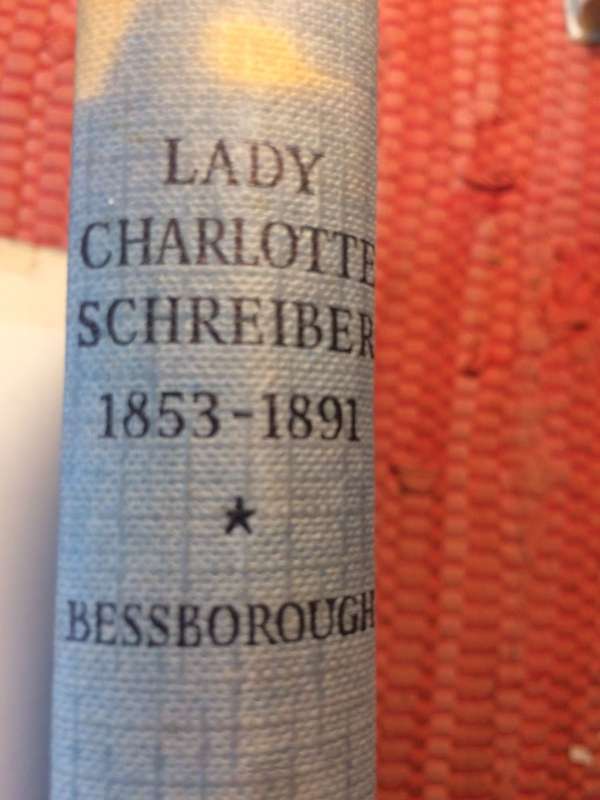 LADY
CHARLOTTE
SCHREIBER
1853-1891
★
BESSBOROUGH